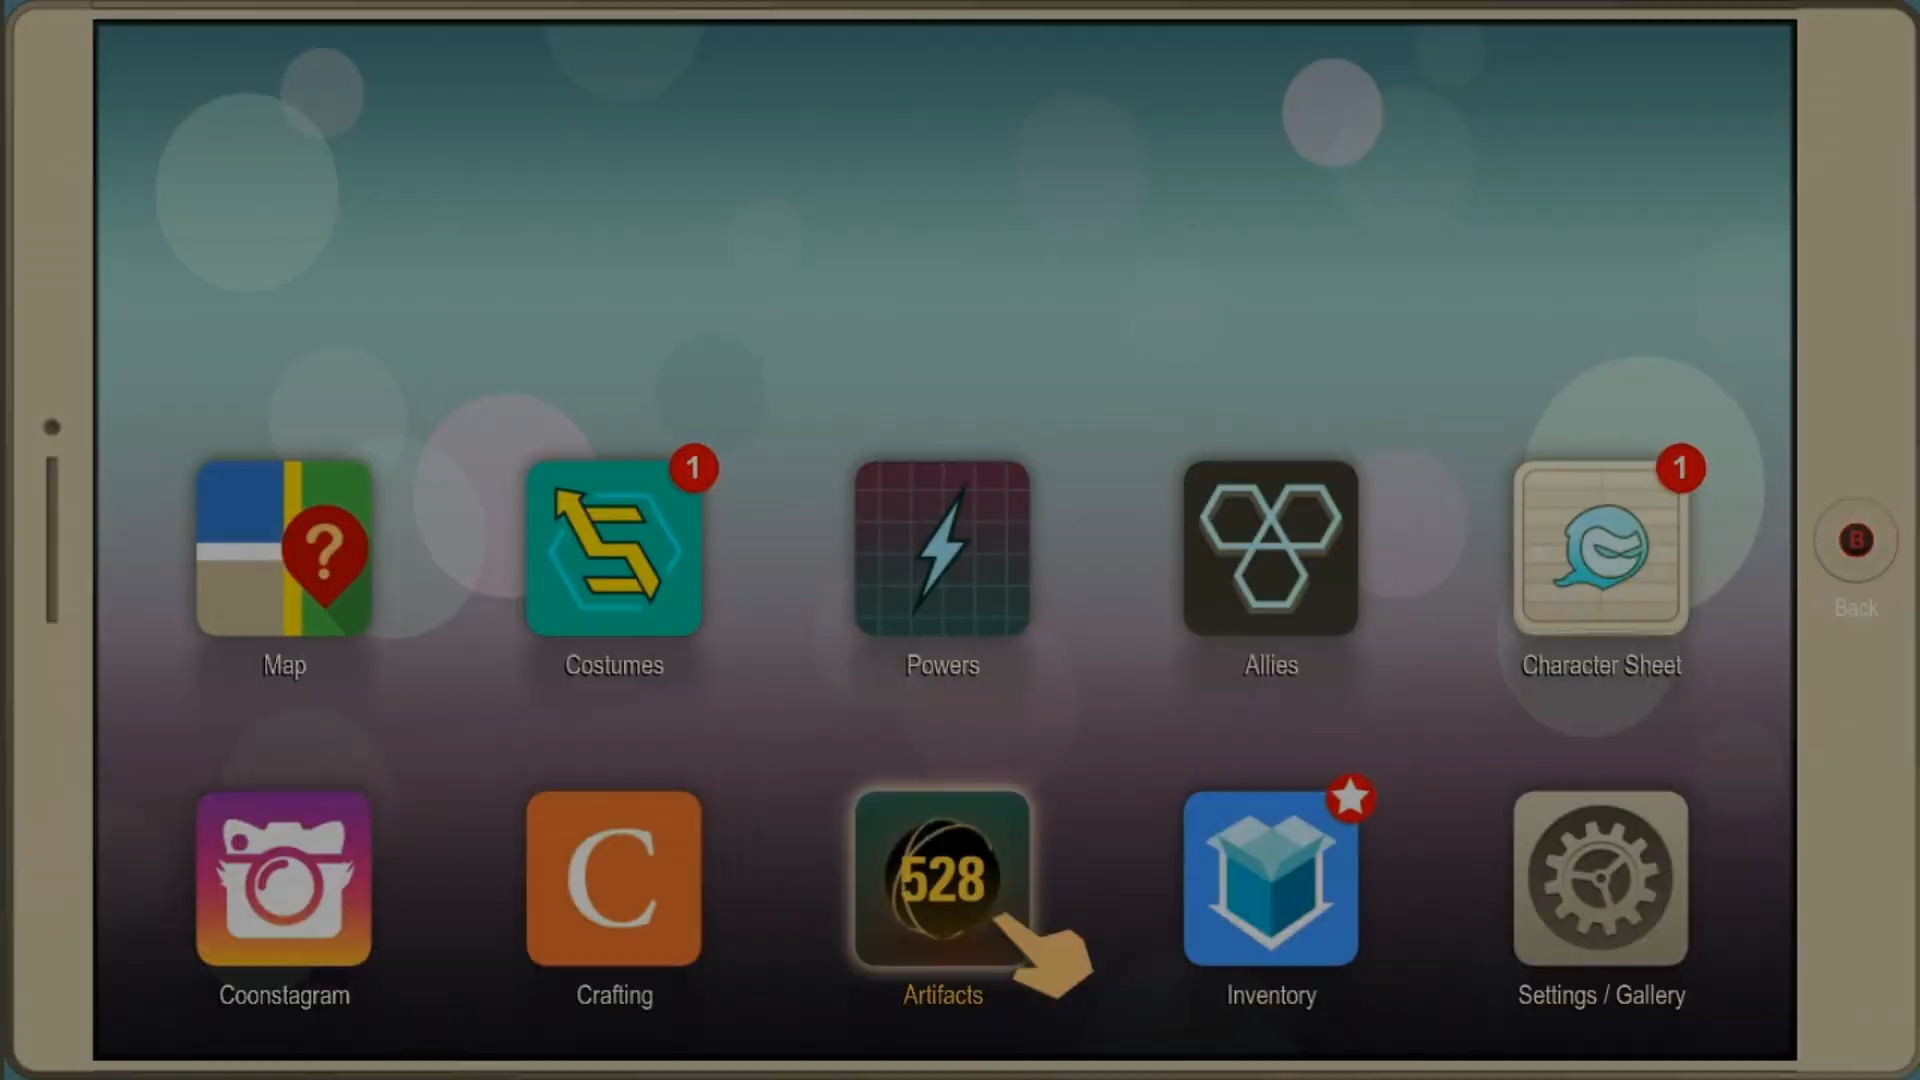 ?
1
1
Map
Costumes
Powers
Allies
Character Sheet
B
Back
C
528
Coonstagram
Crafting
Artifacts
Inventory
Settings / Gallery